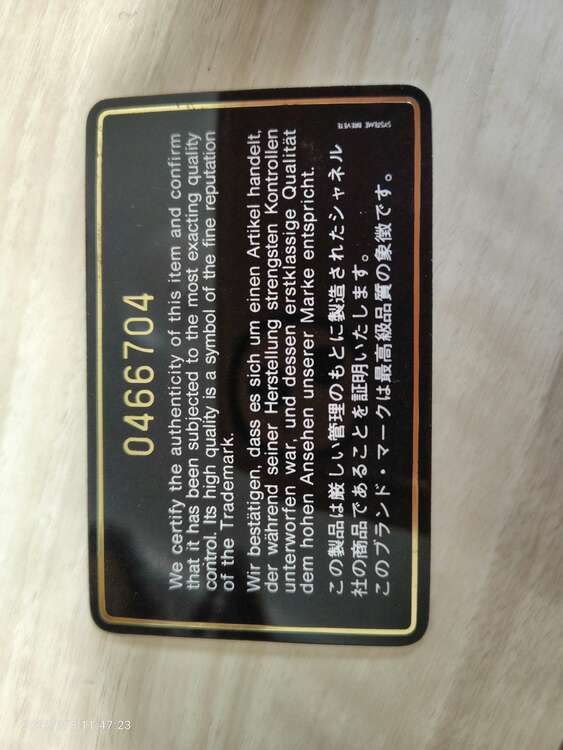 SYSTEME BREVETE
0466704
We certify the authenticity of this item and confirm
that it has been subjected to the most exacting quality
control. Its high quality is a symbol of the fine reputation
of the Trademark.
Wir bestätigen, dass es sich um einen Artikel handelt,
der während seiner Herstellung strengsten Kontrollen
unterworfen war, und dessen erstklassige Qualität
dem hohen Ansehen unserer Marke entspricht.
この製品は厳しい管理のもとに製造されたシャネル
社の商品であることを証明いたします。
このブランド・マークは最高級品質の象徴です。
11:47:23